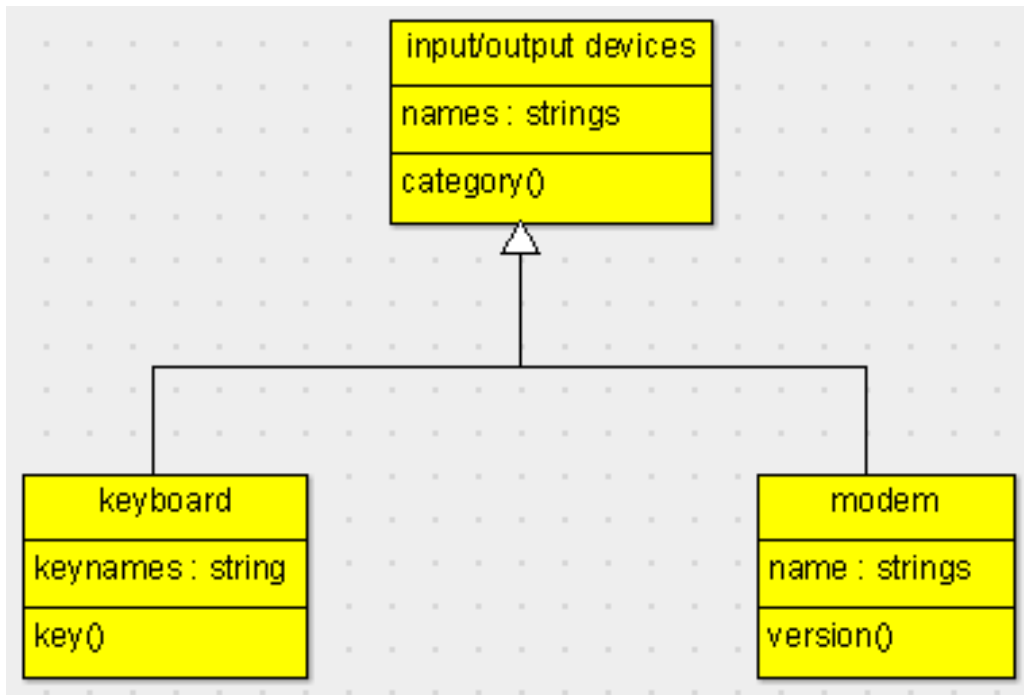 input/output devices
names : strings
category()
keyboard
keynames : string
key()
modem
name : strings
version()